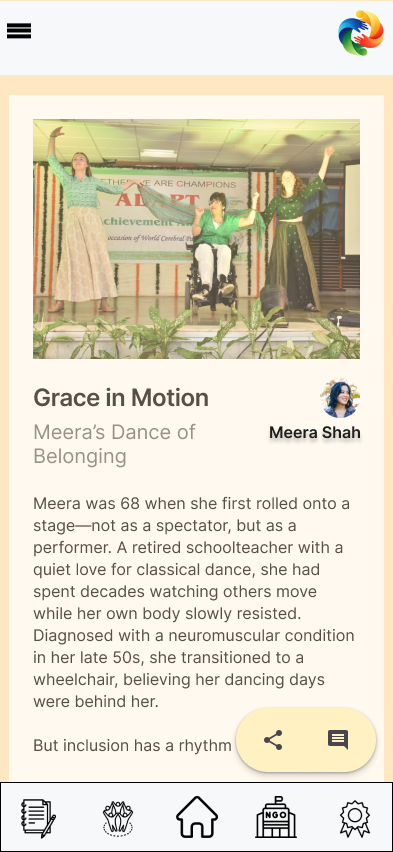 TOGETHER WE ARE CHAMPIONS
ADAPT
Achievement
occasion of World Cerebral
Grace in Motion
Meera Shah
Meera’s Dance of
Belonging
Meera was 68 when she first rolled onto a
stage—not as a spectator, but as a
performer. A retired schoolteacher with a
quiet love for classical dance, she had
spent decades watching others move
while her own body slowly resisted.
Diagnosed with a neuromuscular condition
in her late 50s, she transitioned to a
wheelchair, believing her dancing days
were behind her.
But inclusion has a rhythm
NGO